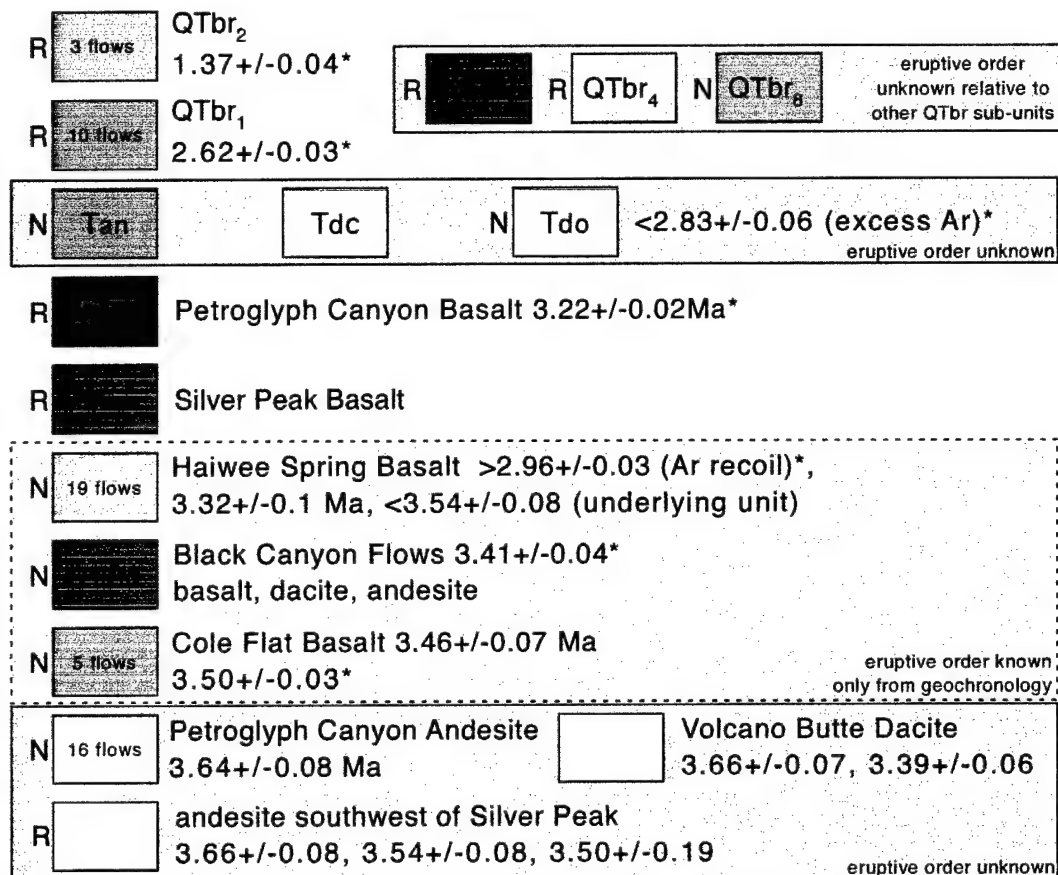 R 3 flows QTbr₂
1.37+/-0.04*
R 10 flows QTbr₁
2.62+/-0.03*
R R QTbr₄ N QTbr₈
eruptive order
unknown relative to
other QTbr sub-units
N Tan Tdc N Tdo <2.83+/-0.06 (excess Ar)*
eruptive order unknown
R Petroglyph Canyon Basalt 3.22+/-0.02Ma*
R Silver Peak Basalt
Haiwee Spring Basalt >2.96+/-0.03 (Ar recoil)*,
N 19 flows
3.32+/-0.1 Ma, <3.54+/-0.08 (underlying unit)
Black Canyon Flows 3.41+/-0.04*
N
basalt, dacite, andesite
Cole Flat Basalt 3.46+/-0.07 Ma
N 5 flows
3.50+/-0.03*
eruptive order known
only from geochronology
Petroglyph Canyon Andesite
N 16 flows
3.64+/-0.08 Ma
Volcano Butte Dacite
3.66+/-0.07, 3.39+/-0.06
andesite southwest of Silver Peak
R
3.66+/-0.08, 3.54+/-0.08, 3.50+/-0.19
eruptive order unknown